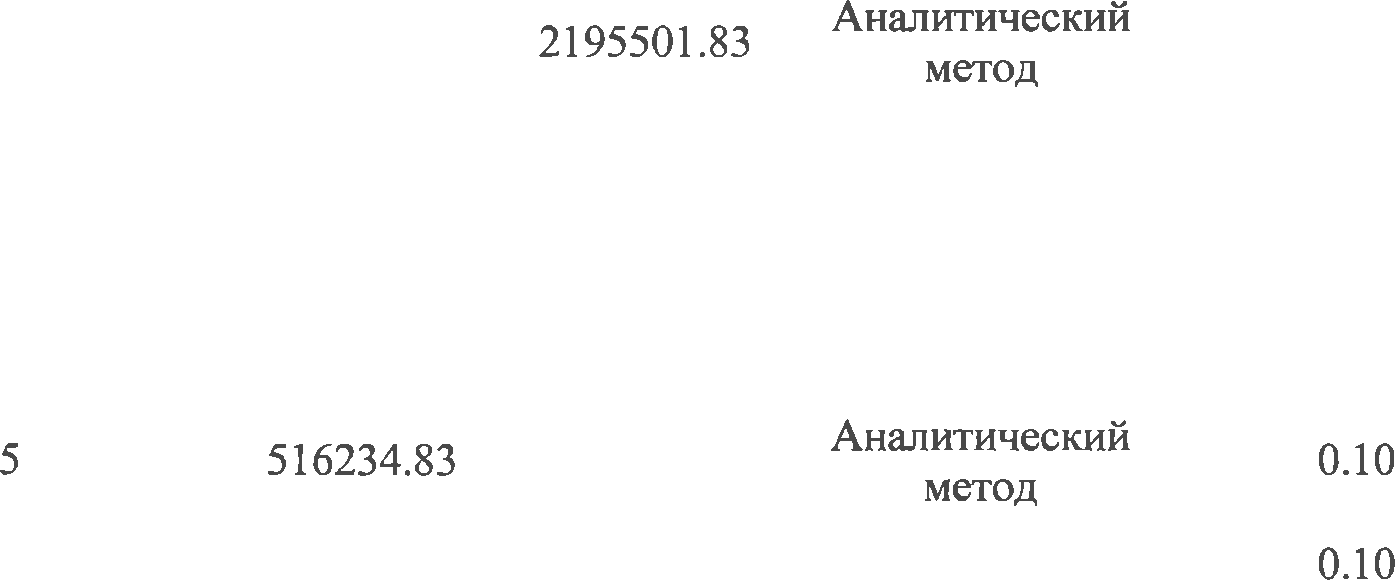 2195501.83 Аналитический
метод
5 516234.83 Аналитический 0.10
метод
0.10